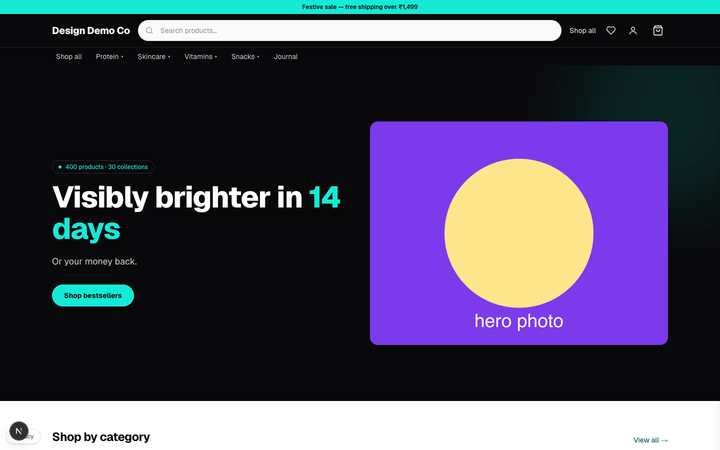 Festive sale — free shipping over ₹1,499
Design Demo Co
Search products...
Shop all
Shop all
Protein
Skincare
Vitamins
Snacks
Journal
400 products · 30 collections
Visibly brighter in 14
days
Or your money back.
Shop bestsellers
hero photo
N
Shop by category
View all →